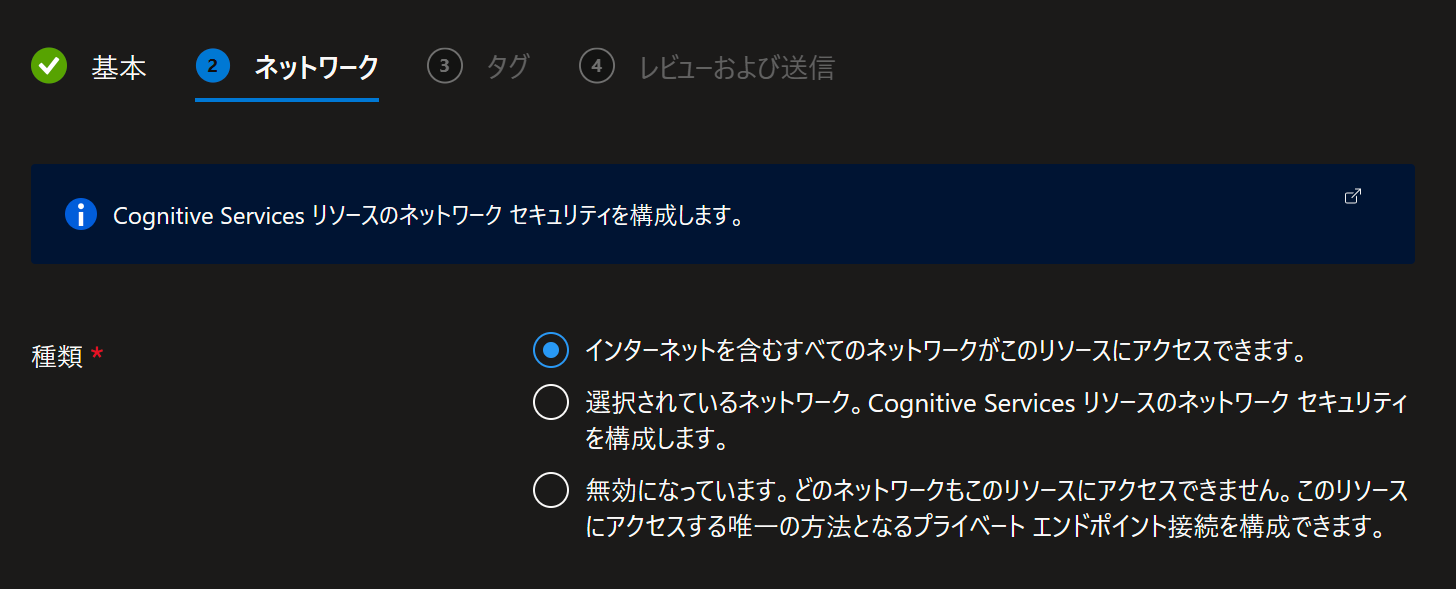 基本 2 ネットワーク 3 タグ 4 レビューおよび送信
Cognitive Services リソースのネットワーク セキュリティを構成します。
種類 *
インターネットを含むすべてのネットワークがこのリソースにアクセスできます。
選択されているネットワーク。Cognitive Services リソースのネットワーク セキュリティ
を構成します。
無効になっています。どのネットワークもこのリソースにアクセスできません。このリソース
にアクセスする唯一の方法となるプライベート エンドポイント接続を構成できます。